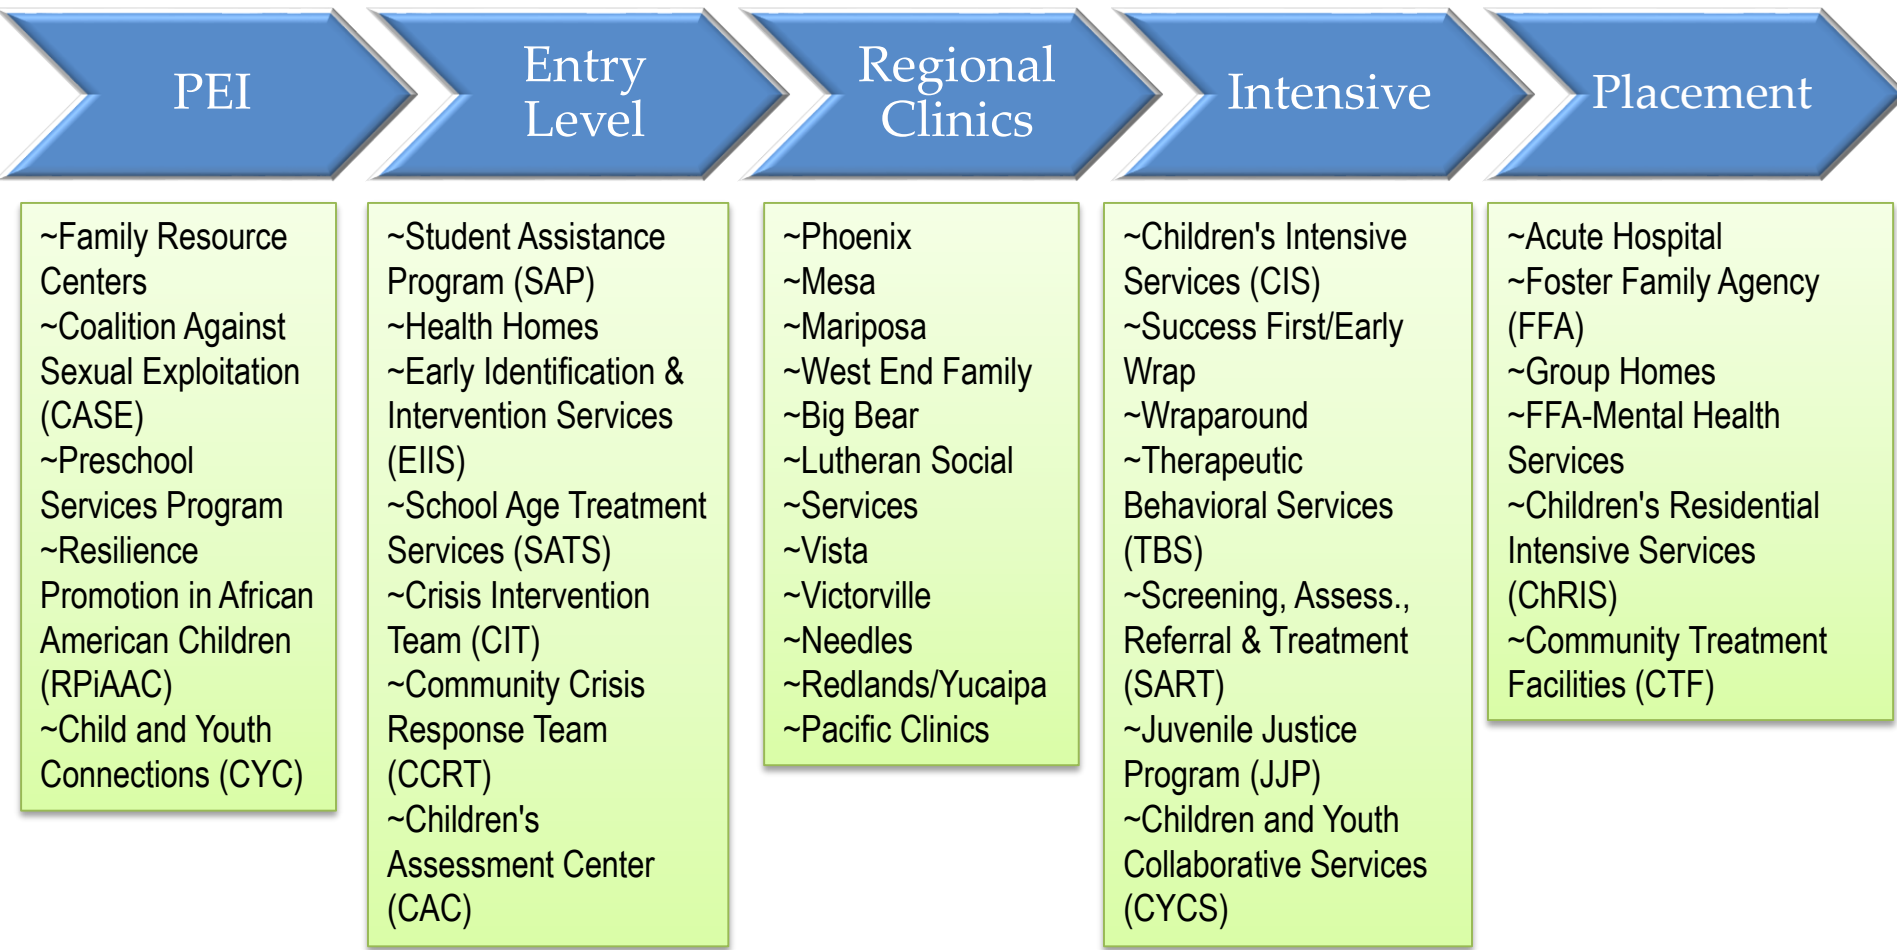 PEI
Entry
Level
Regional
Clinics
Intensive
Placement
~Family Resource
Centers
~Coalition Against
Sexual Exploitation
(CASE)
~Preschool
Services Program
~Resilience
Promotion in African
American Children
(RPiAAC)
~Child and Youth
Connections (CYC)
~Student Assistance
Program (SAP)
~Health Homes
~Early Identification &
Intervention Services
(EIIS)
~School Age Treatment
Services (SATS)
~Crisis Intervention
Team (CIT)
~Community Crisis
Response Team
(CCRT)
~Children's
Assessment Center
(CAC)
~Phoenix
~Mesa
~Mariposa
~West End Family
~Big Bear
~Lutheran Social
~Services
~Vista
~Victorville
~Needles
~Redlands/Yucaipa
~Pacific Clinics
~Children's Intensive
Services (CIS)
~Success First/Early
Wrap
~Wraparound
~Therapeutic
Behavioral Services
(TBS)
~Screening, Assess.,
Referral & Treatment
(SART)
~Juvenile Justice
Program (JJP)
~Children and Youth
Collaborative Services
(CYCS)
~Acute Hospital
~Foster Family Agency
(FFA)
~Group Homes
~FFA-Mental Health
Services
~Children's Residential
Intensive Services
(ChRIS)
~Community Treatment
Facilities (CTF)